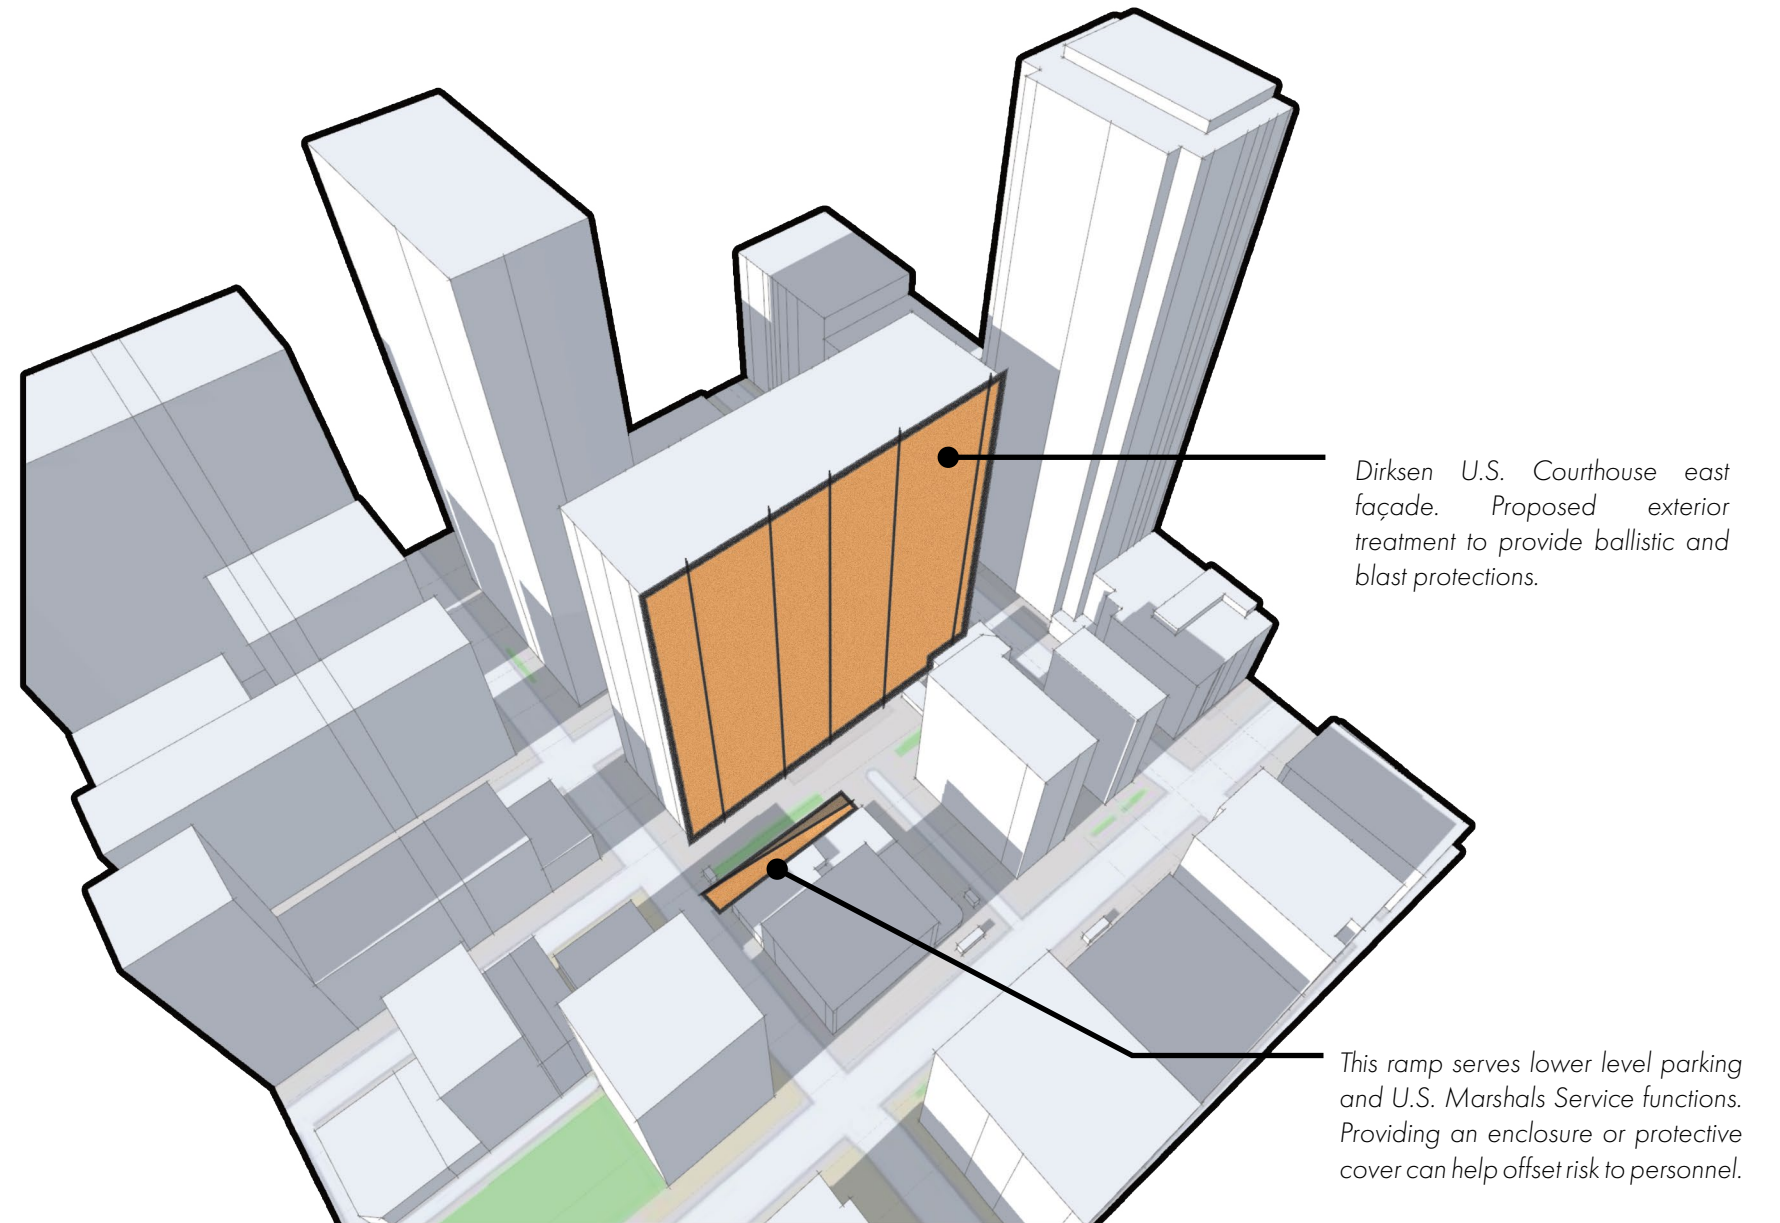 Dirksen U.S. Courthouse east
façade. Proposed exterior
treatment to provide ballistic and
blast protections.
This ramp serves lower level parking
and U.S. Marshals Service functions.
Providing an enclosure or protective
cover can help offset risk to personnel.